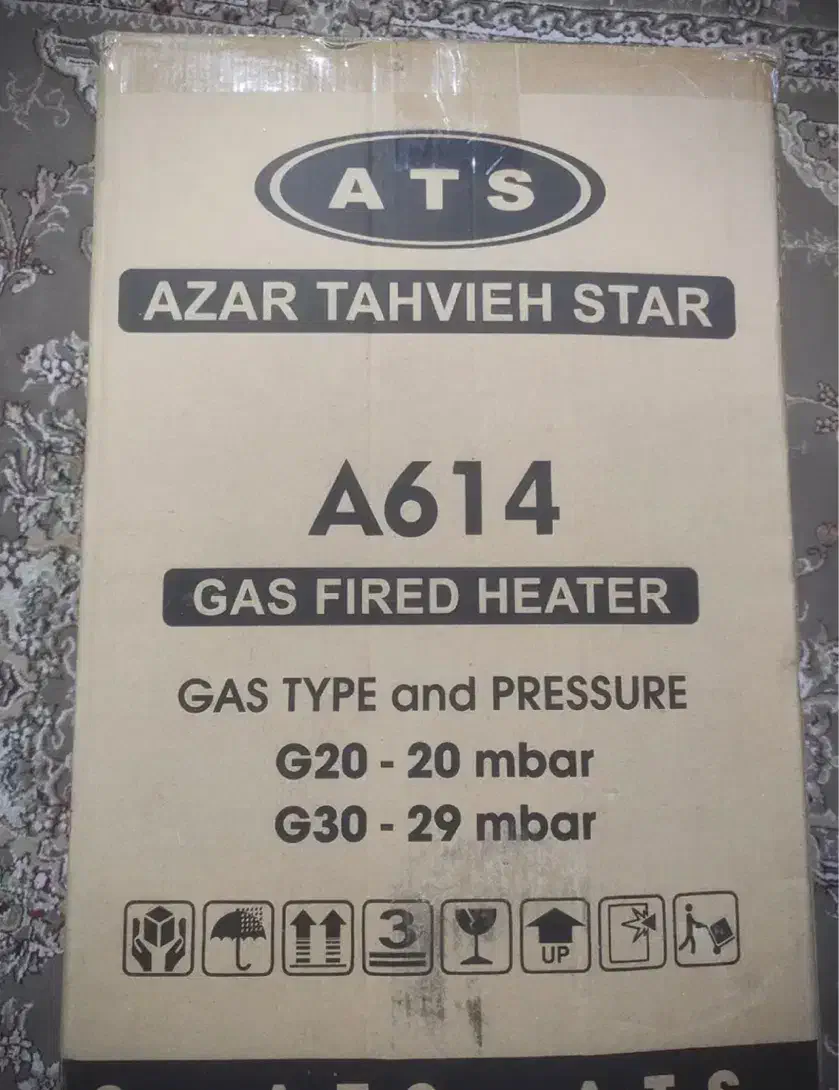 ATS
AZAR TAHVIEH STAR
A614
GAS FIRED HEATER
GAS TYPE and PRESSURE
G20 - 20 mbar
G30 - 29 mbar
3
UP